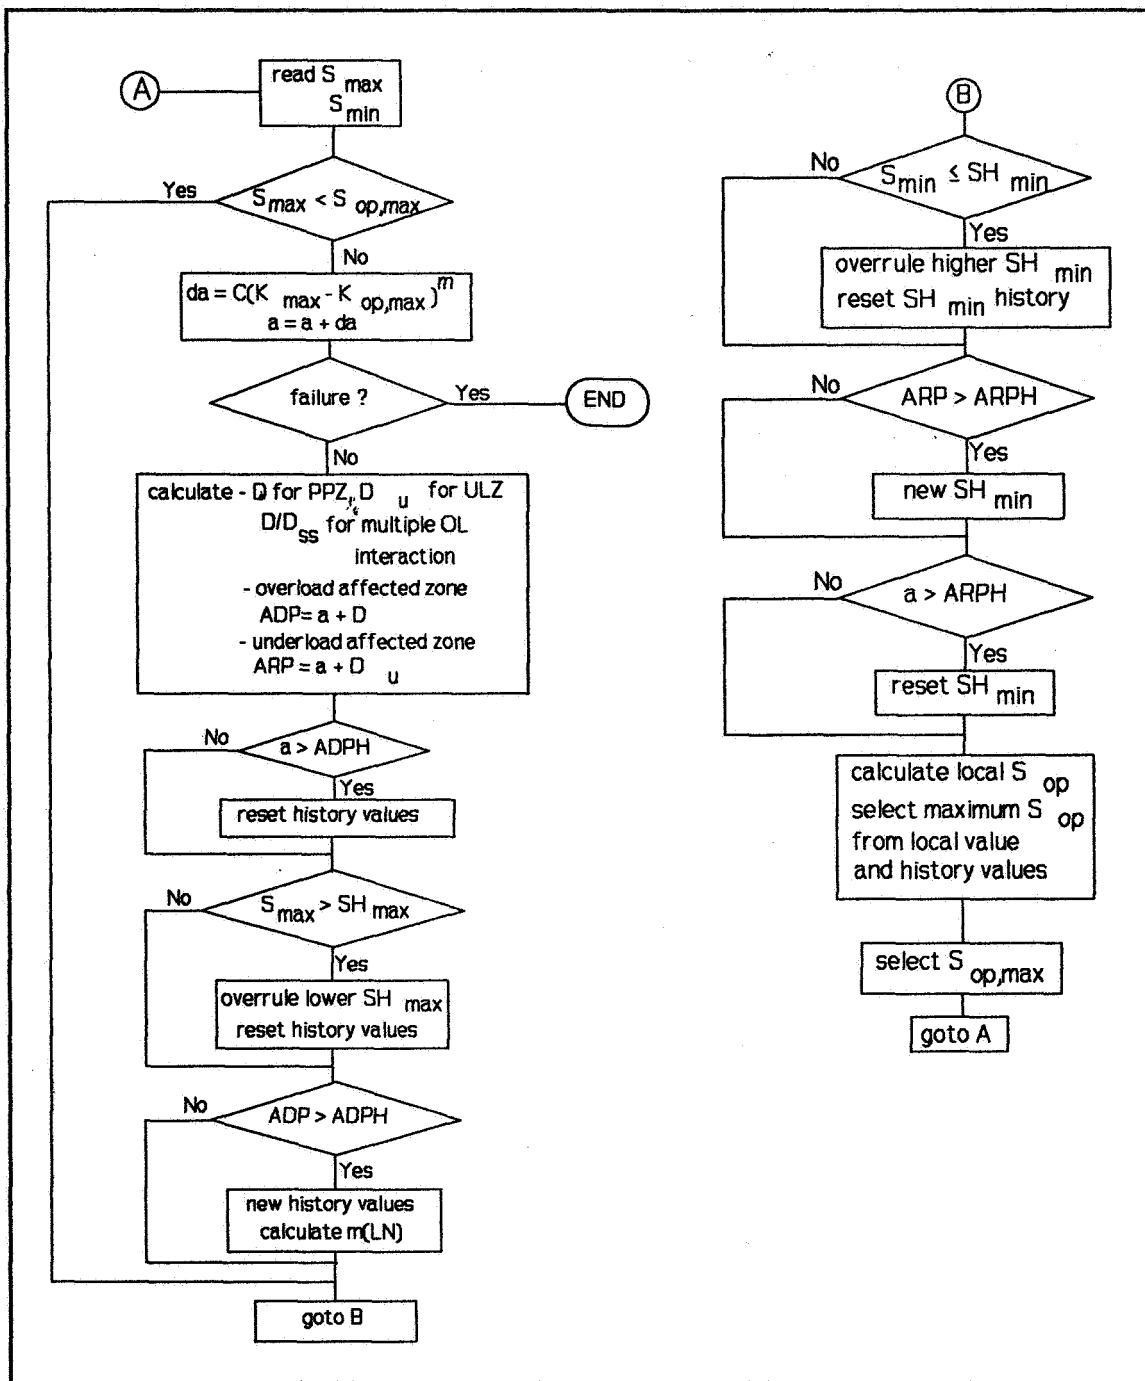 A
read S max
S min
Yes
S max < S op,max
No
da = C(K max - K op,max)^m
a = a + da
failure ?
Yes
END
No
calculate - D for PPZ, D u for ULZ
D/D ss for multiple OL
interaction
- overload affected zone
ADP= a + D
- underload affected zone
ARP = a + D u
No
a > ADPH
Yes
reset history values
No
S max > SH max
Yes
overrule lower SH max
reset history values
No
ADP > ADPH
Yes
new history values
calculate m(LN)
goto B
B
No
S min ≤ SH min
Yes
overrule higher SH min
reset SH min history
No
ARP > ARPH
Yes
new SH min
No
a > ARPH
Yes
reset SH min
calculate local S op
select maximum S op
from local value
and history values
select S op,max
goto A